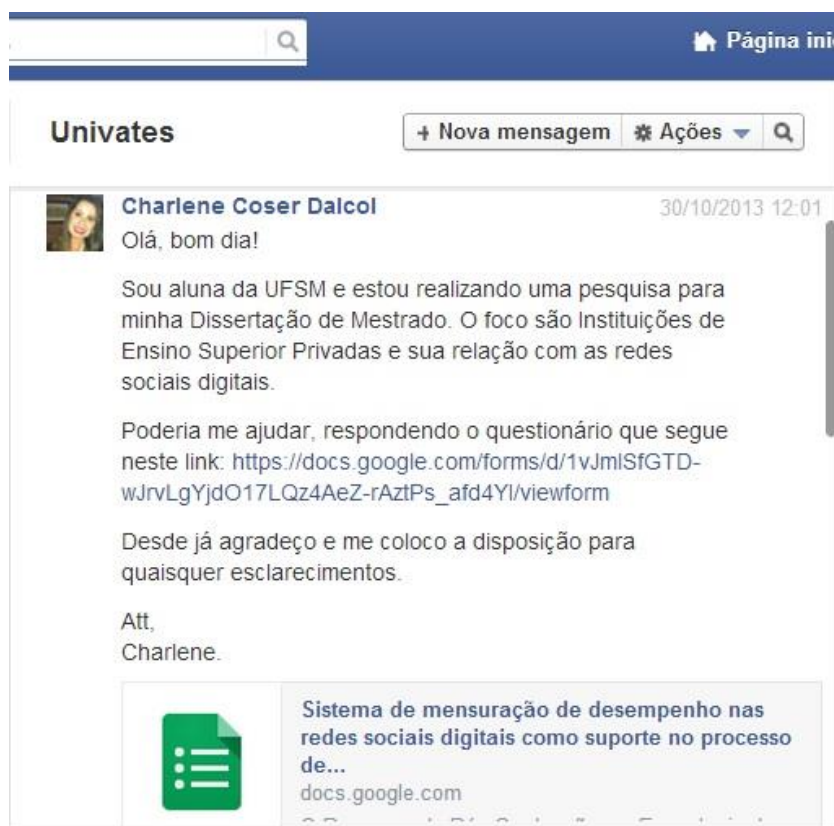 Página
Univates
Nova mensagem Ações
Charlene Coser Dalcol 30/10/2013 12:01
Olá, bom dia!
Sou aluna da UFSM e estou realizando uma pesquisa para
minha Dissertação de Mestrado. O foco são Instituições de
Ensino Superior Privadas e sua relação com as redes
sociais digitais.
Poderia me ajudar, respondendo o questionário que segue
neste link: https://docs.google.com/forms/d/1vJmlSfGTD-
wJrvLgYjdO17LQz4AeZ-rAztPs_afd4Yl/viewform
Desde já agradeço e me coloco a disposição para
quaisquer esclarecimentos.
Att,
Charlene.
Sistema de mensuração de desempenho nas
redes sociais digitais como suporte no processo
de...
docs.google.com